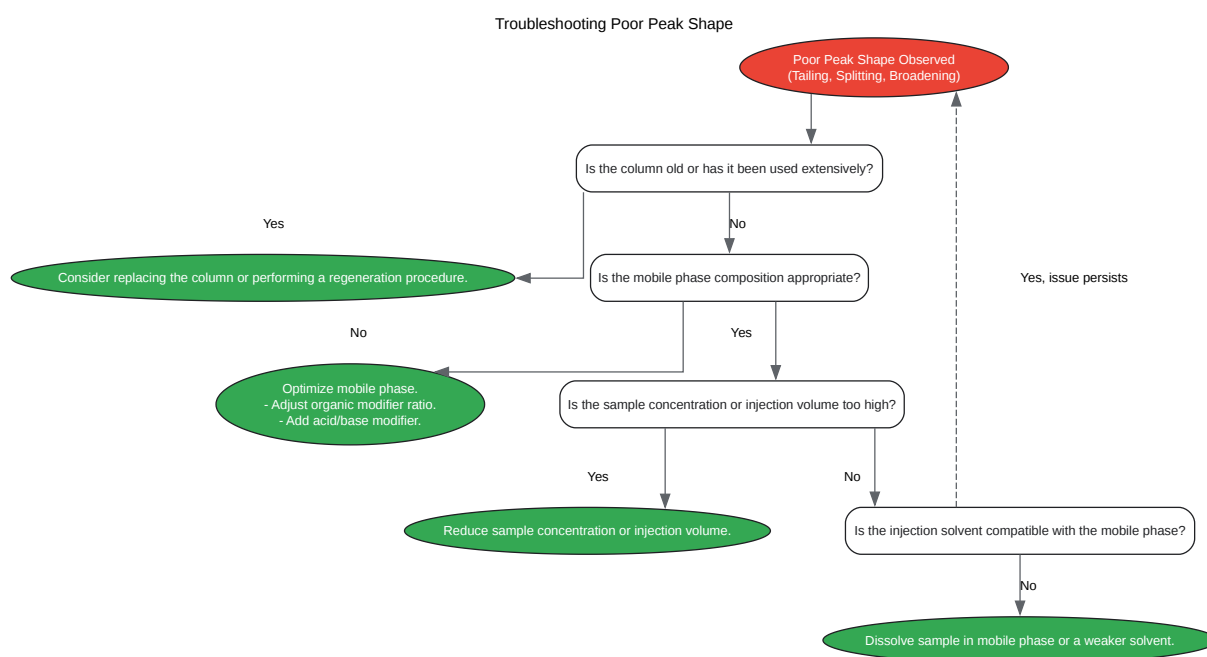 Troubleshooting Poor Peak Shape
Poor Peak Shape Observed
(Tailing, Splitting, Broadening)
Is the column old or has it been used extensively?
Yes
No
Consider replacing the column or performing a regeneration procedure.
Is the mobile phase composition appropriate?
Yes, issue persists
No
Yes
Optimize mobile phase.
- Adjust organic modifier ratio.
- Add acid/base modifier.
Is the sample concentration or injection volume too high?
Yes
No
Reduce sample concentration or injection volume.
Is the injection solvent compatible with the mobile phase?
No
Dissolve sample in mobile phase or a weaker solvent.